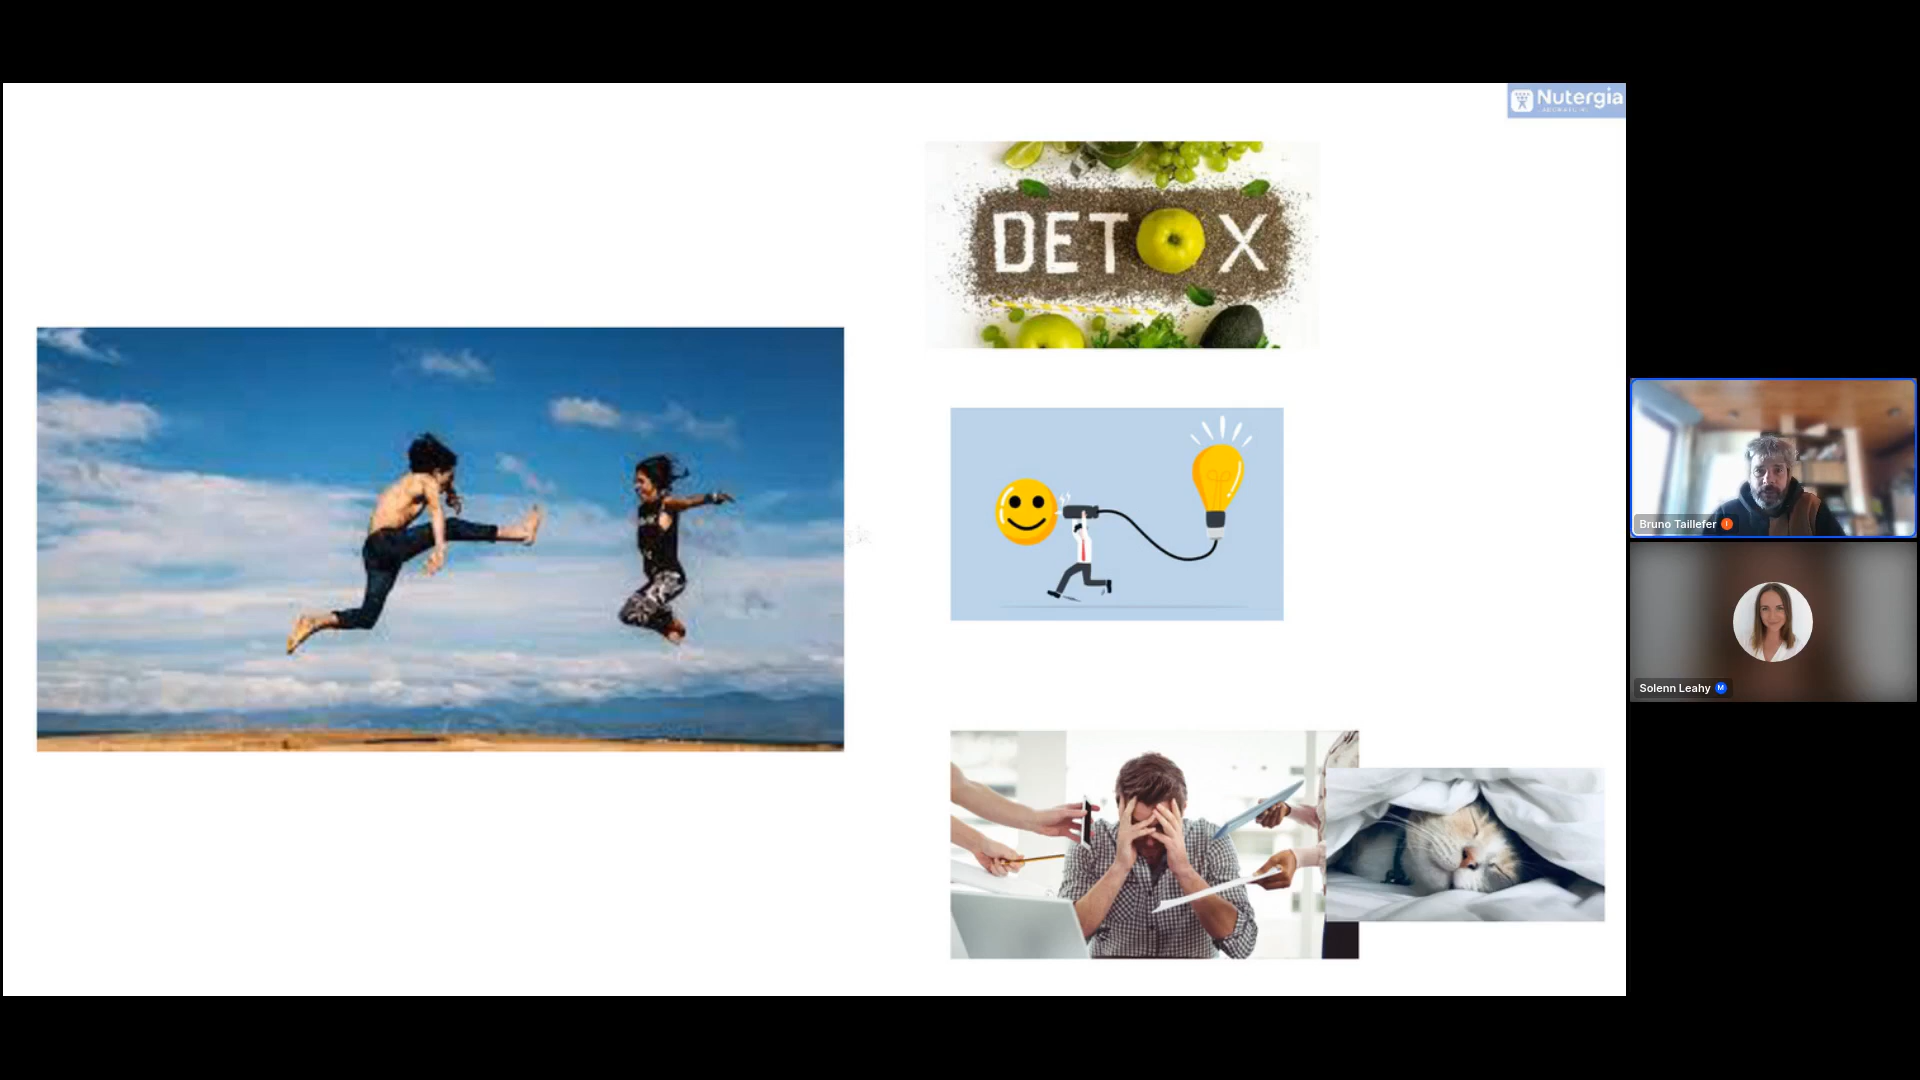 Nutergia
DETOX
Bruno Taillefer
Solenn Leahy
M